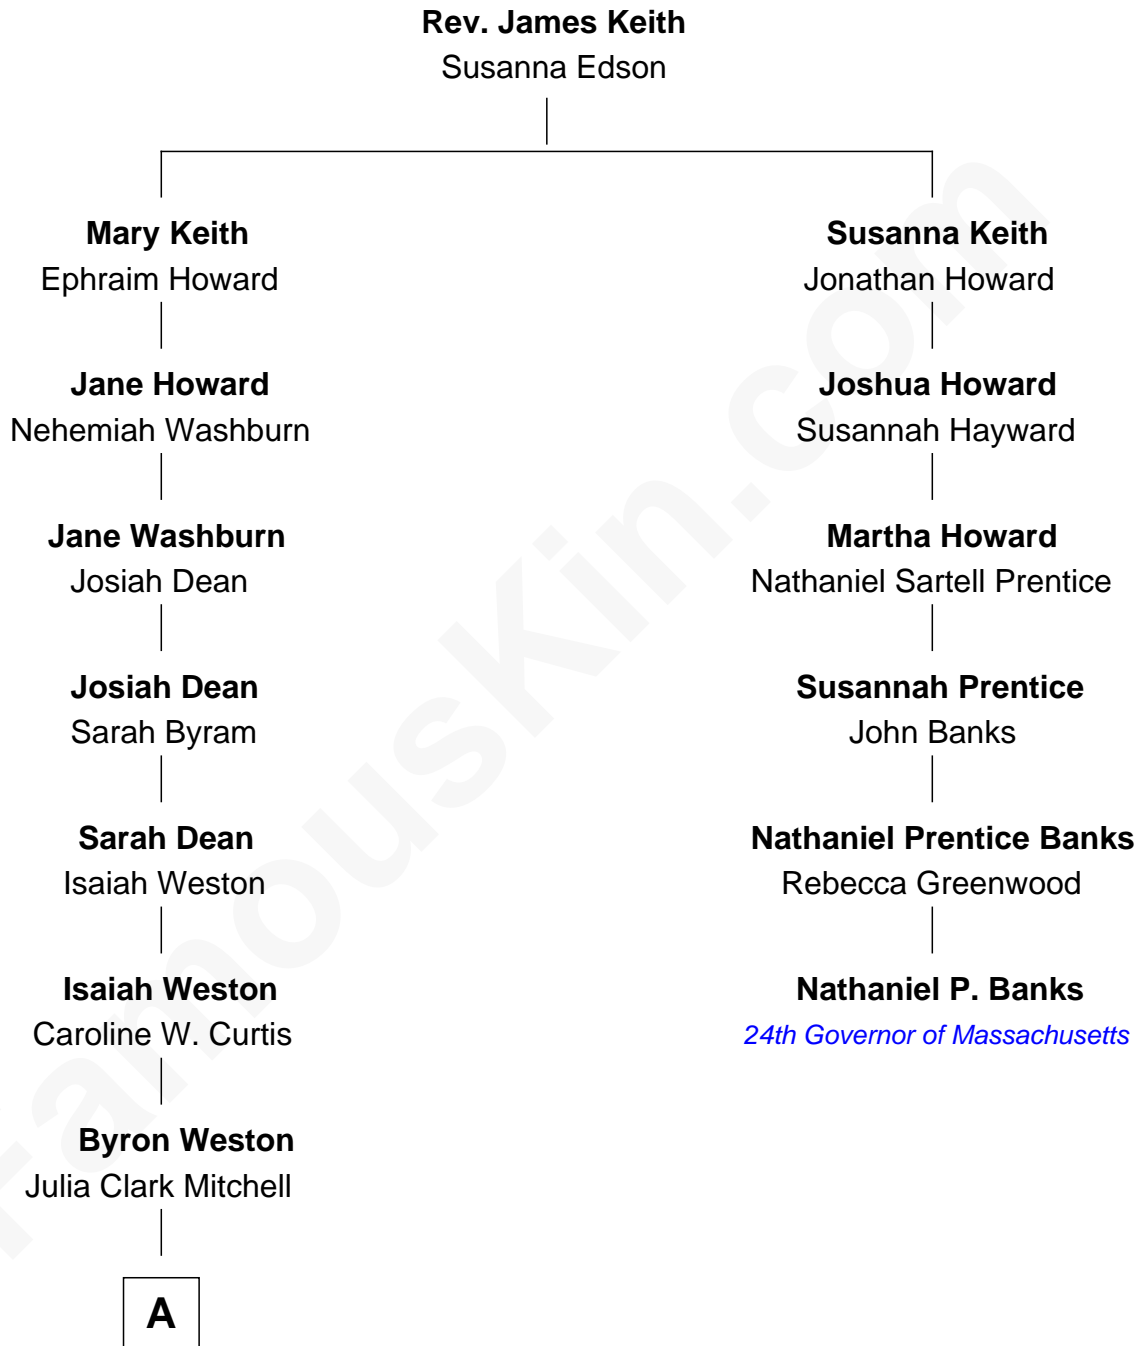 Rev. James Keith
Susanna Edson
Mary Keith
Ephraim Howard
Susanna Keith
Jonathan Howard
Jane Howard
Nehemiah Washburn
Joshua Howard
Susannah Hayward
Jane Washburn
Josiah Dean
Martha Howard
Nathaniel Sartell Prentice
Josiah Dean
Sarah Byram
Susannah Prentice
John Banks
Sarah Dean
Isaiah Weston
Nathaniel Prentice Banks
Rebecca Greenwood
Isaiah Weston
Caroline W. Curtis
Nathaniel P. Banks
24th Governor of Massachusetts
Byron Weston
Julia Clark Mitchell
A
FamousKin.com